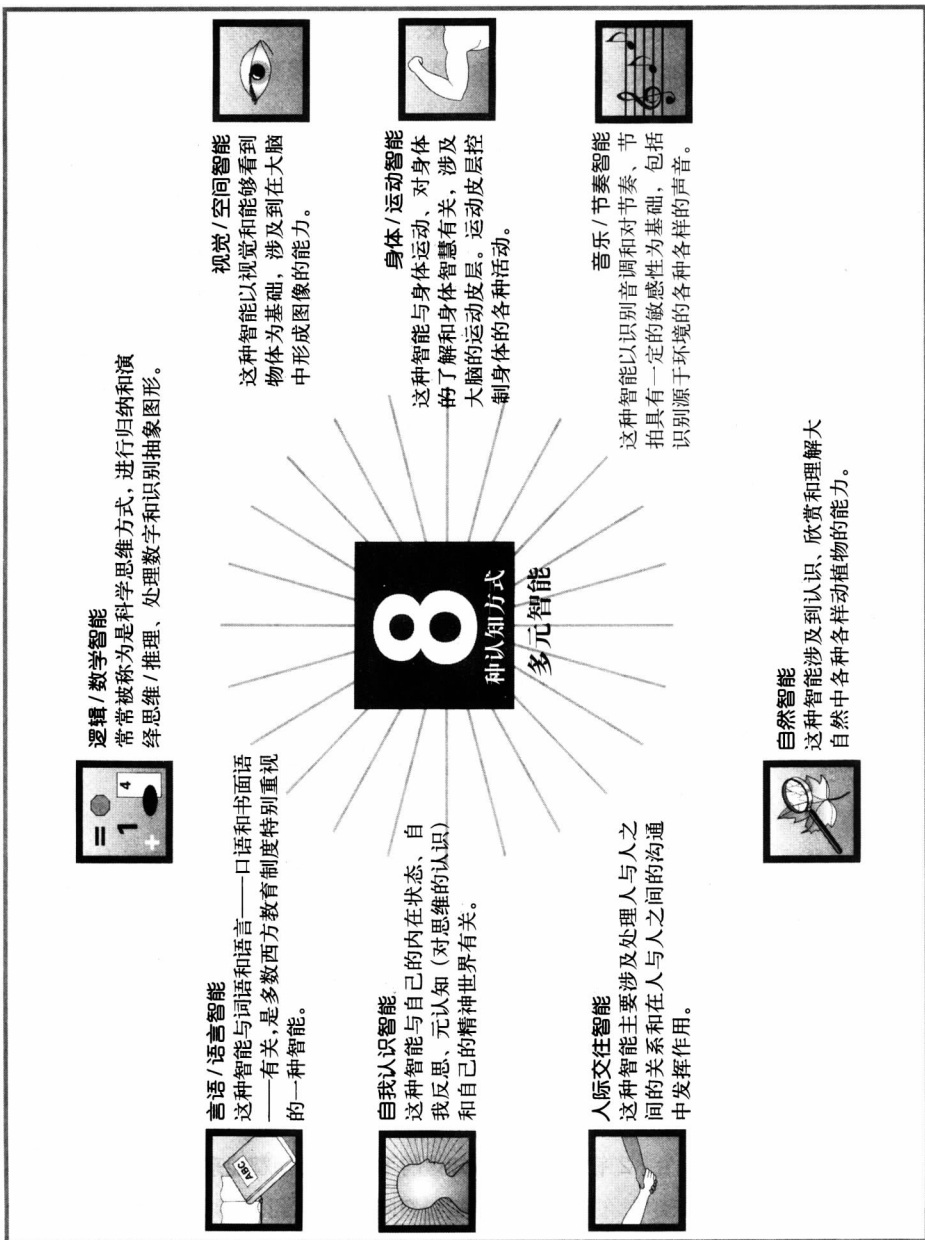 逻辑/数学智能
常常被称为是科学思维方式，进行归纳和演
绎思维/推理、处理数字和识别抽象图形。
= 1 4 +
言语/语言智能
这种智能与词语和语言——口语和书面语
——有关，是多数西方教育制度特别重视
的一种智能。
ABC
视觉/空间智能
这种智能以视觉和能够看到
物体为基础，涉及到在大脑
中形成图像的能力。
自我认识智能
这种智能与自己的内在状态、自
我反思、元认知（对思维的认识）
和自己的精神世界有关。
8
种认知方式
多元智能
身体/运动智能
这种智能与身体运动、对身体
的了解和身体智慧有关，涉及
大脑的运动皮层。运动皮层控
制身体的各种活动。
人际交往智能
这种智能主要涉及处理人与人之
间的关系和在人与人之间的沟通
中发挥作用。
音乐/节奏智能
这种智能以识别音调和对节奏、节
拍具有一定的敏感性为基础，包括
识别源于环境的各种各样的声音。
自然智能
这种智能涉及到认识、欣赏和理解大
自然中各种各样动植物的能力。